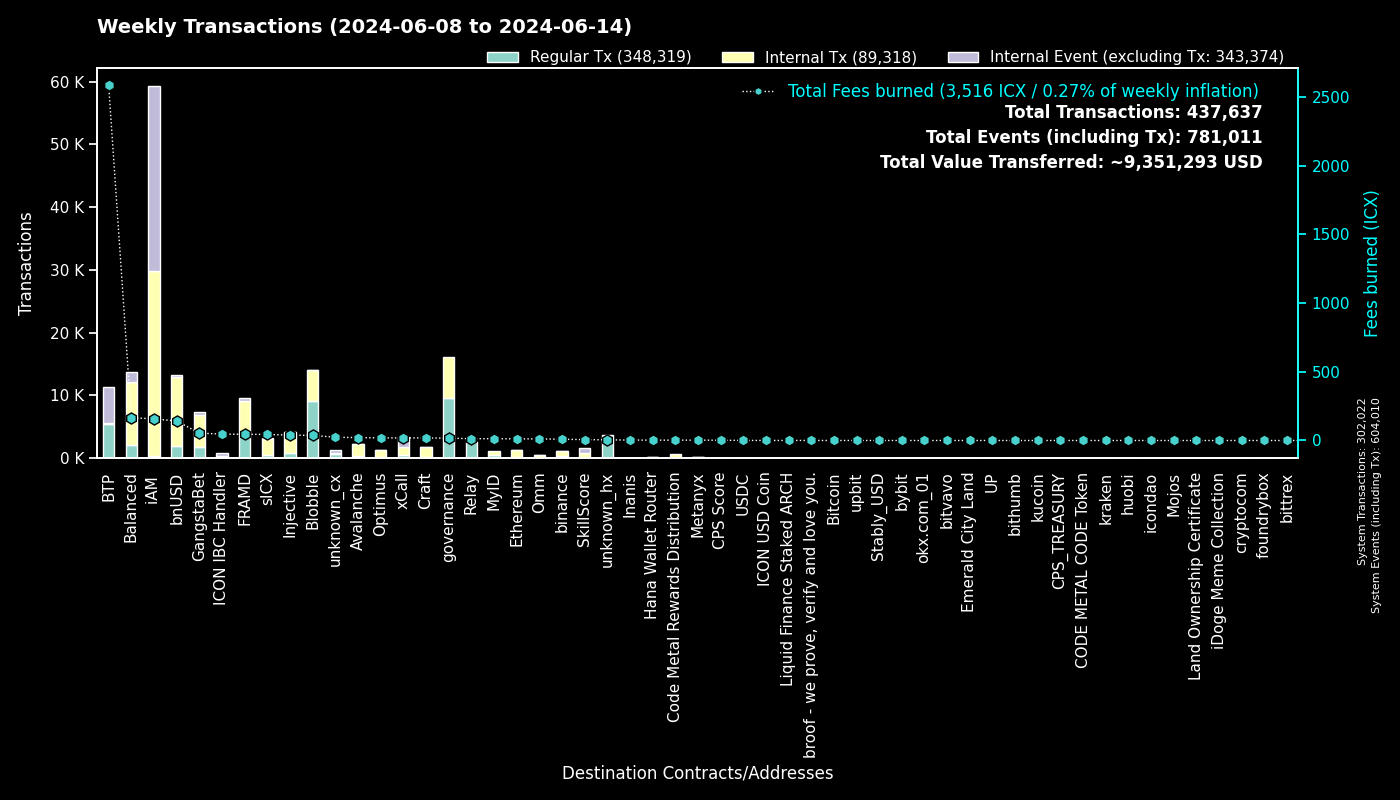 Weekly Transactions (2024-06-08 to 2024-06-14)
Regular Tx (348,319)
Internal Tx (89,318)
Internal Event (excluding Tx: 343,374)
Total Fees burned (3,516 ICX / 0.27% of weekly inflation)
Total Transactions: 437,637
Total Events (including Tx): 781,011
Total Value Transferred: ~9,351,293 USD
Transactions
60 K
50 K
40 K
30 K
20 K
10 K
0 K
Fees burned (ICX)
2500
2000
1500
1000
500
0
System Transactions: 302,022
System Events (including Tx): 604,010
BTP
Balanced
iAM
bnUSD
GangstaBet
ICON IBC Handler
FRAMD
sICX
Injective
Blobble
unknown_cx
Avalanche
Optimus
xCall
Craft
governance
Relay
MyID
Ethereum
Omm
binance
SkillScore
unknown_hx
Inanis
Hana Wallet Router
Code Metal Rewards Distribution
Metanyx
CPS Score
USDC
ICON USD Coin
Liquid Finance Staked ARCH
broof - we prove, verify and love you.
Bitcoin
upbit
Stably_USD
bybit
okx.com_01
bitvavo
Emerald City Land
UP
bithumb
kucoin
CPS_TREASURY
CODE METAL CODE Token
kraken
huobi
icondao
Mojos
Land Ownership Certificate
iDoge Meme Collection
cryptocom
foundrybox
bittrex
Destination Contracts/Addresses